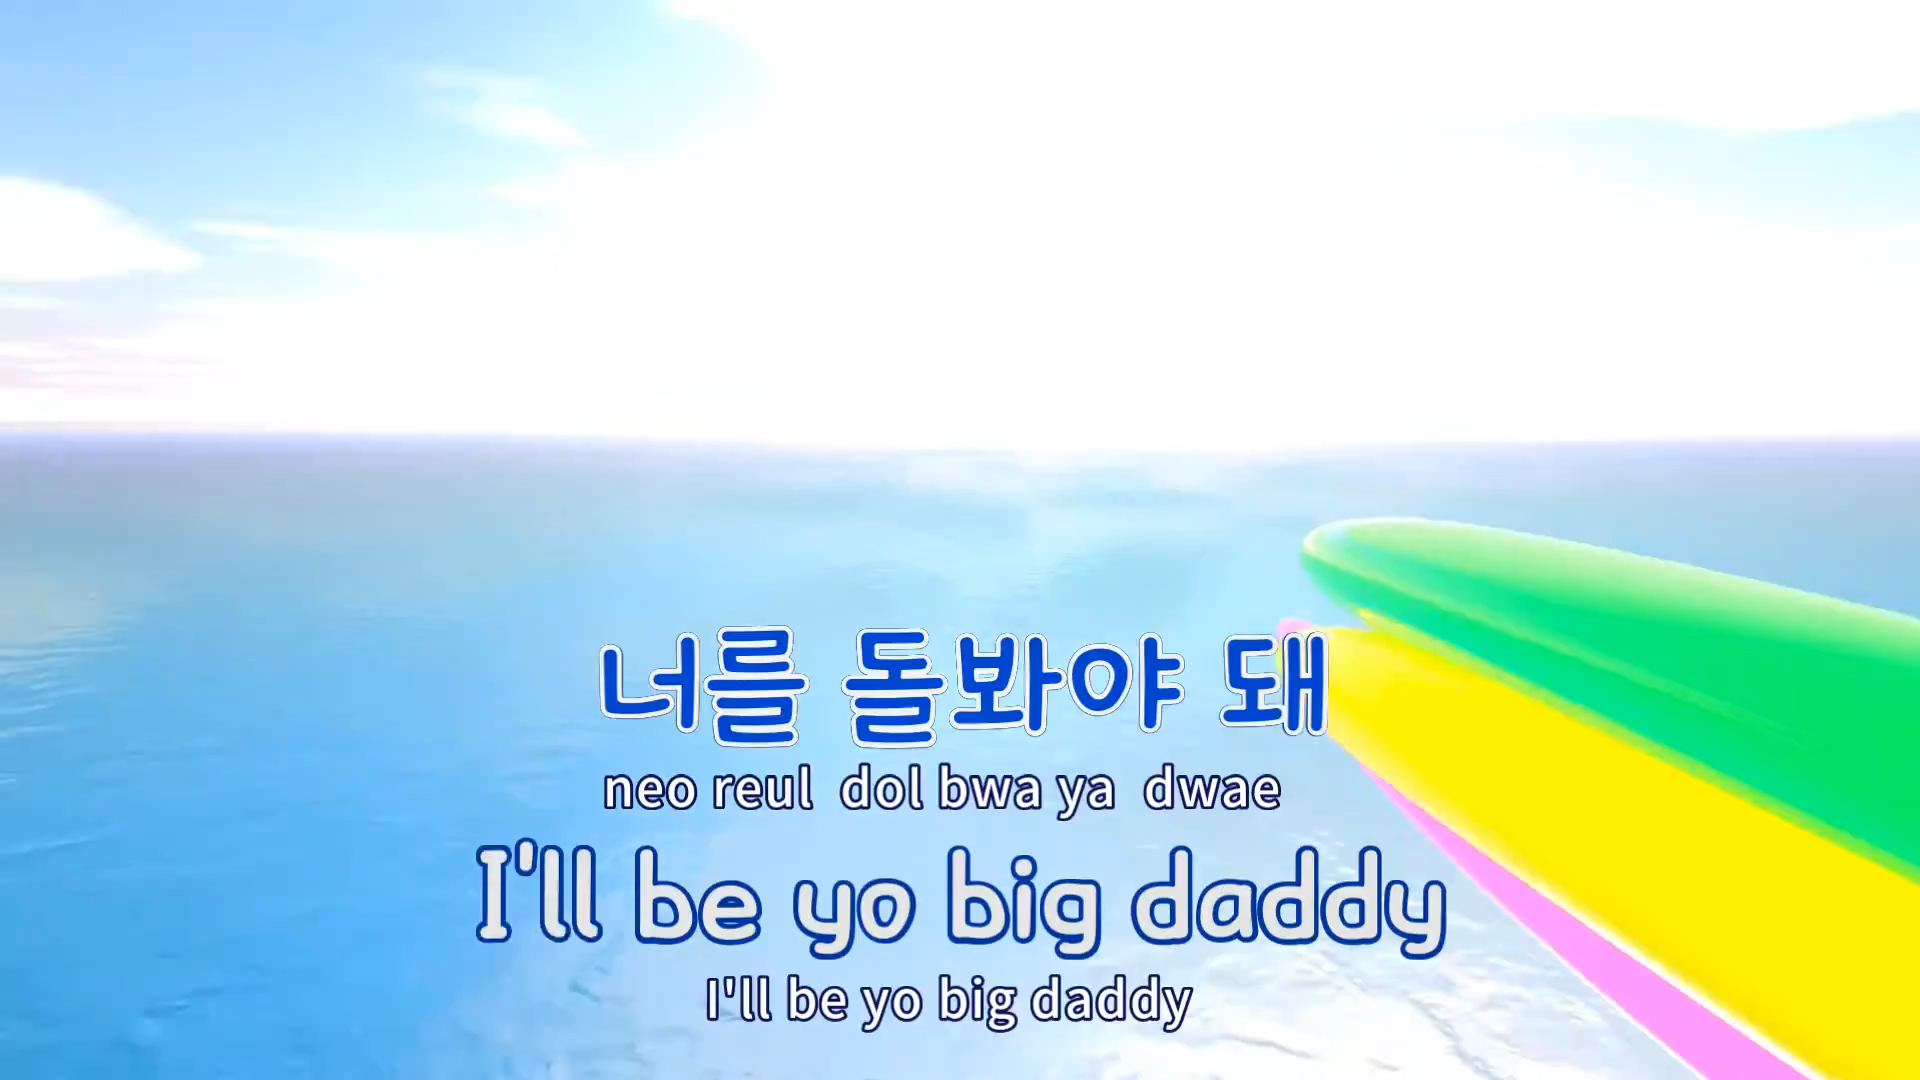 너를 돌봐야 돼
neo reul dol bwa ya dwae
I'll be yo big daddy
I'll be yo big daddy